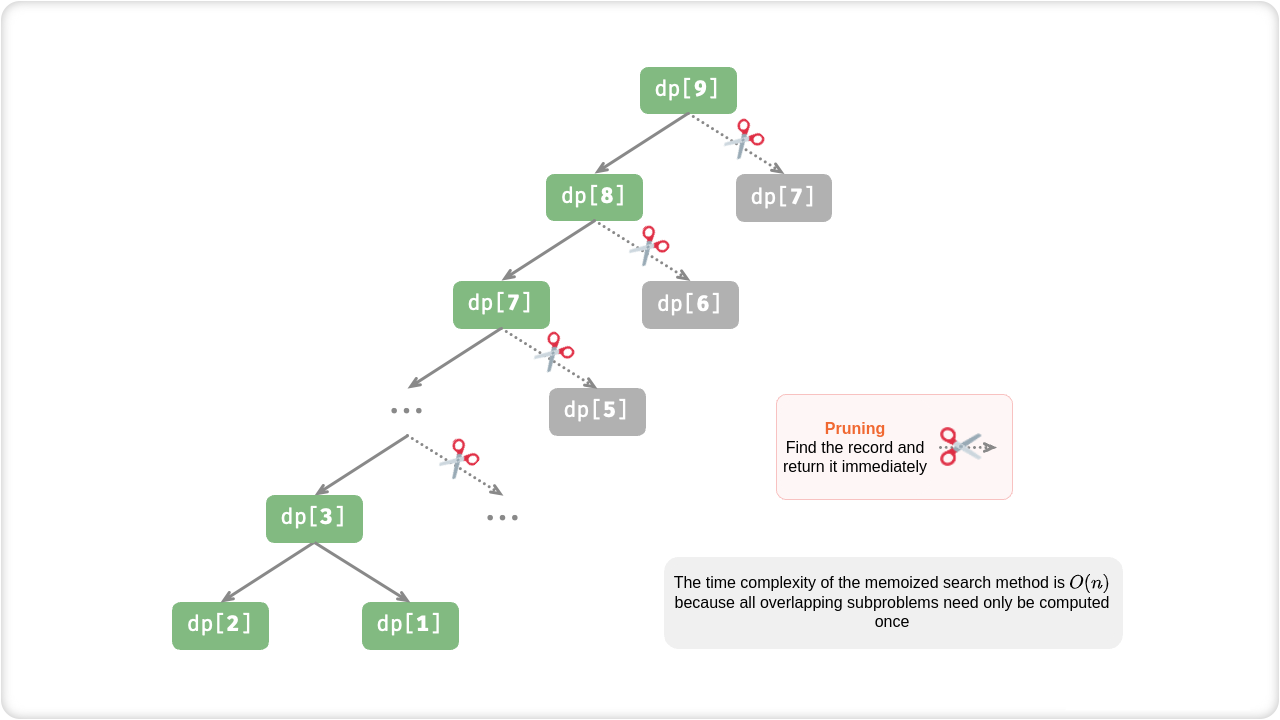 dp[9]
dp[8]
dp[7]
dp[7]
dp[6]
...
dp[5]
Pruning
Find the record and
return it immediately
dp[3]
...
The time complexity of the memoized search method is O(n)
because all overlapping subproblems need only be computed
once
dp[2]
dp[1]